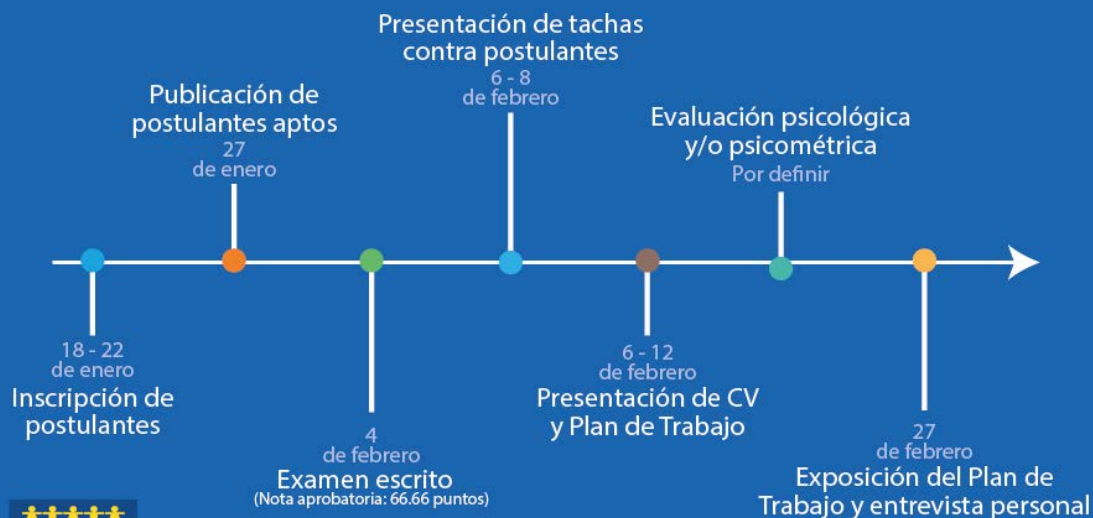 18 - 22
de enero
Inscripción de
postulantes
Publicación de
postulantes aptos
27
de enero
4
de febrero
Examen escrito
(Nota aprobatoria: 66.66 puntos)
Presentación de tachas
contra postulantes
6 - 8
de febrero
6 - 12
de febrero
Presentación de CV
y Plan de Trabajo
Evaluación psicológica
y/o psicométrica
Por definir
27
de febrero
Exposición del Plan de
Trabajo y entrevista personal